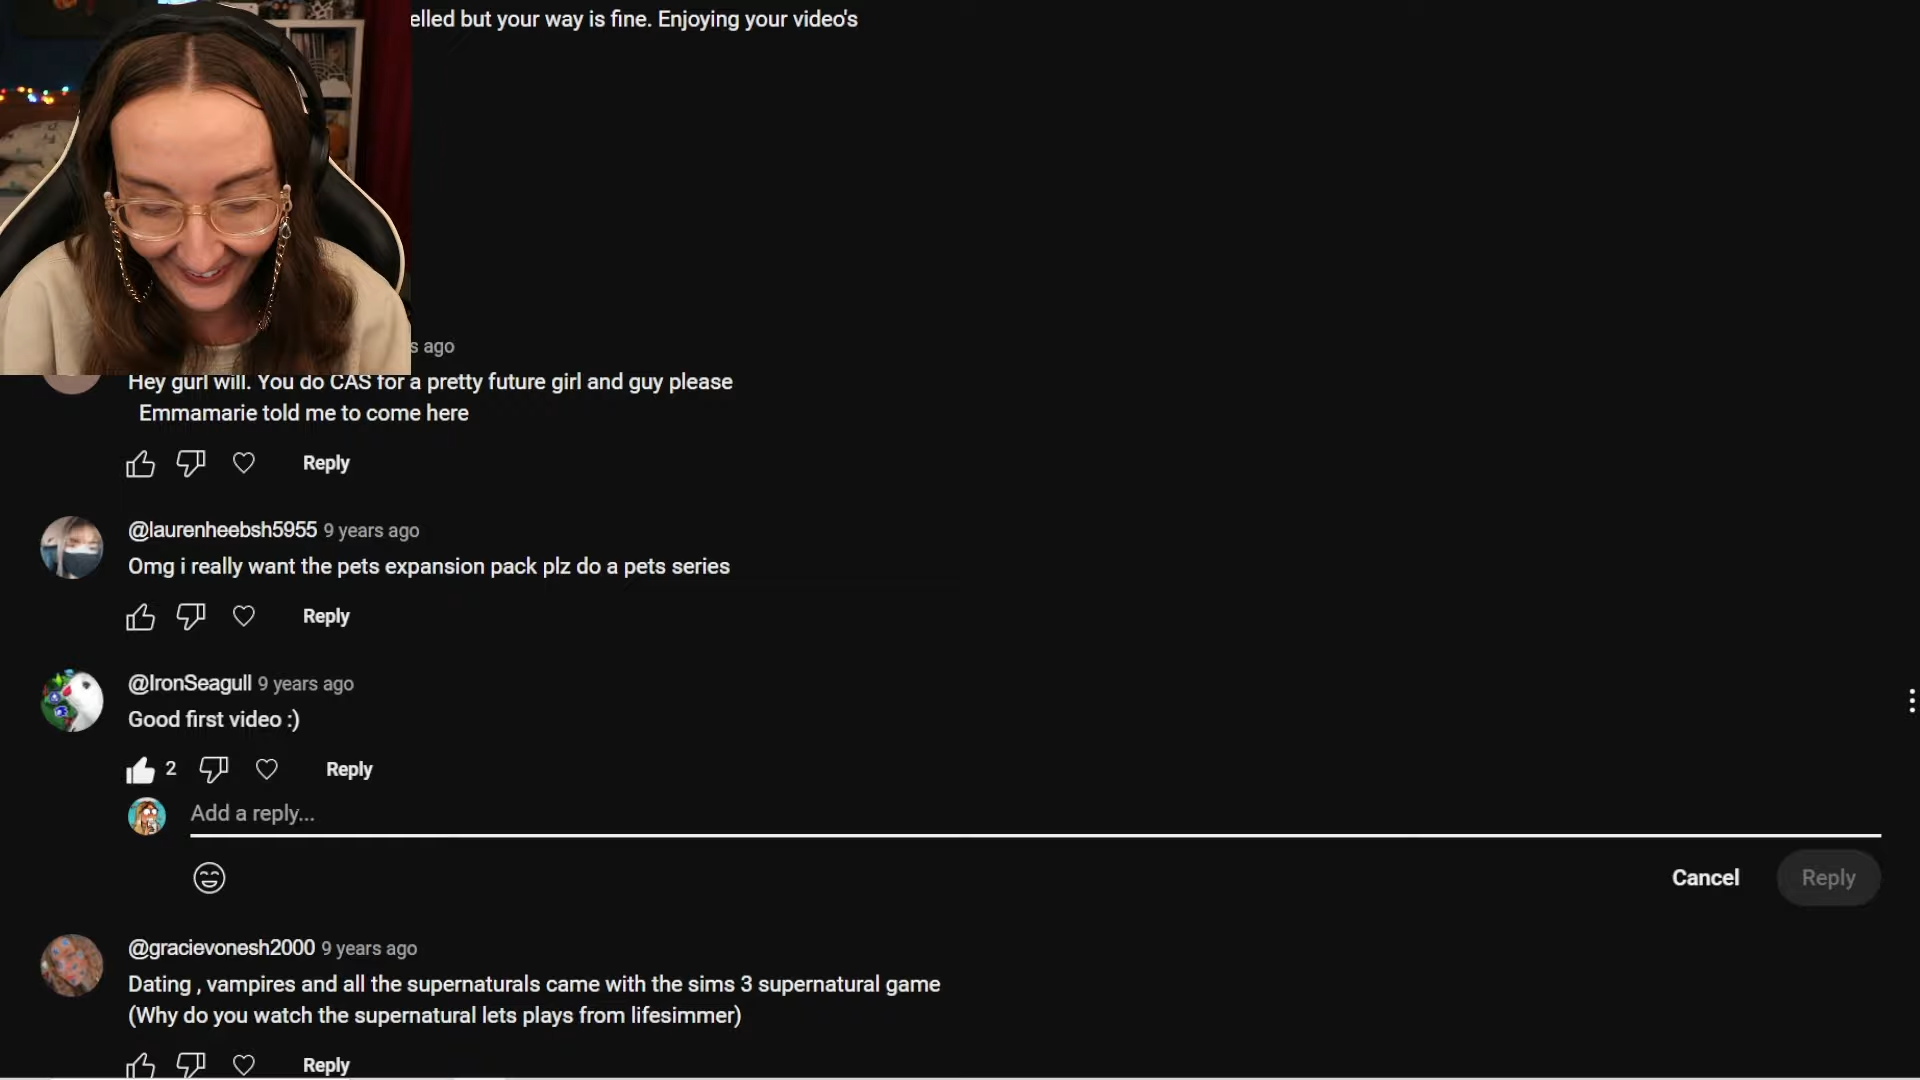 elled but your way is fine. Enjoying your video's
s ago
Hey gurl will. You do CAS for a pretty future girl and guy please
Emmamarie told me to come here
Reply
@laurenheebsh5955 9 years ago
Omg i really want the pets expansion pack plz do a pets series
Reply
@IronSeagull 9 years ago
Good first video :)
2 Reply
Add a reply...
Cancel Reply
@gracievonesh2000 9 years ago
Dating , vampires and all the supernaturals came with the sims 3 supernatural game
(Why do you watch the supernatural lets plays from lifesimmer)
Reply